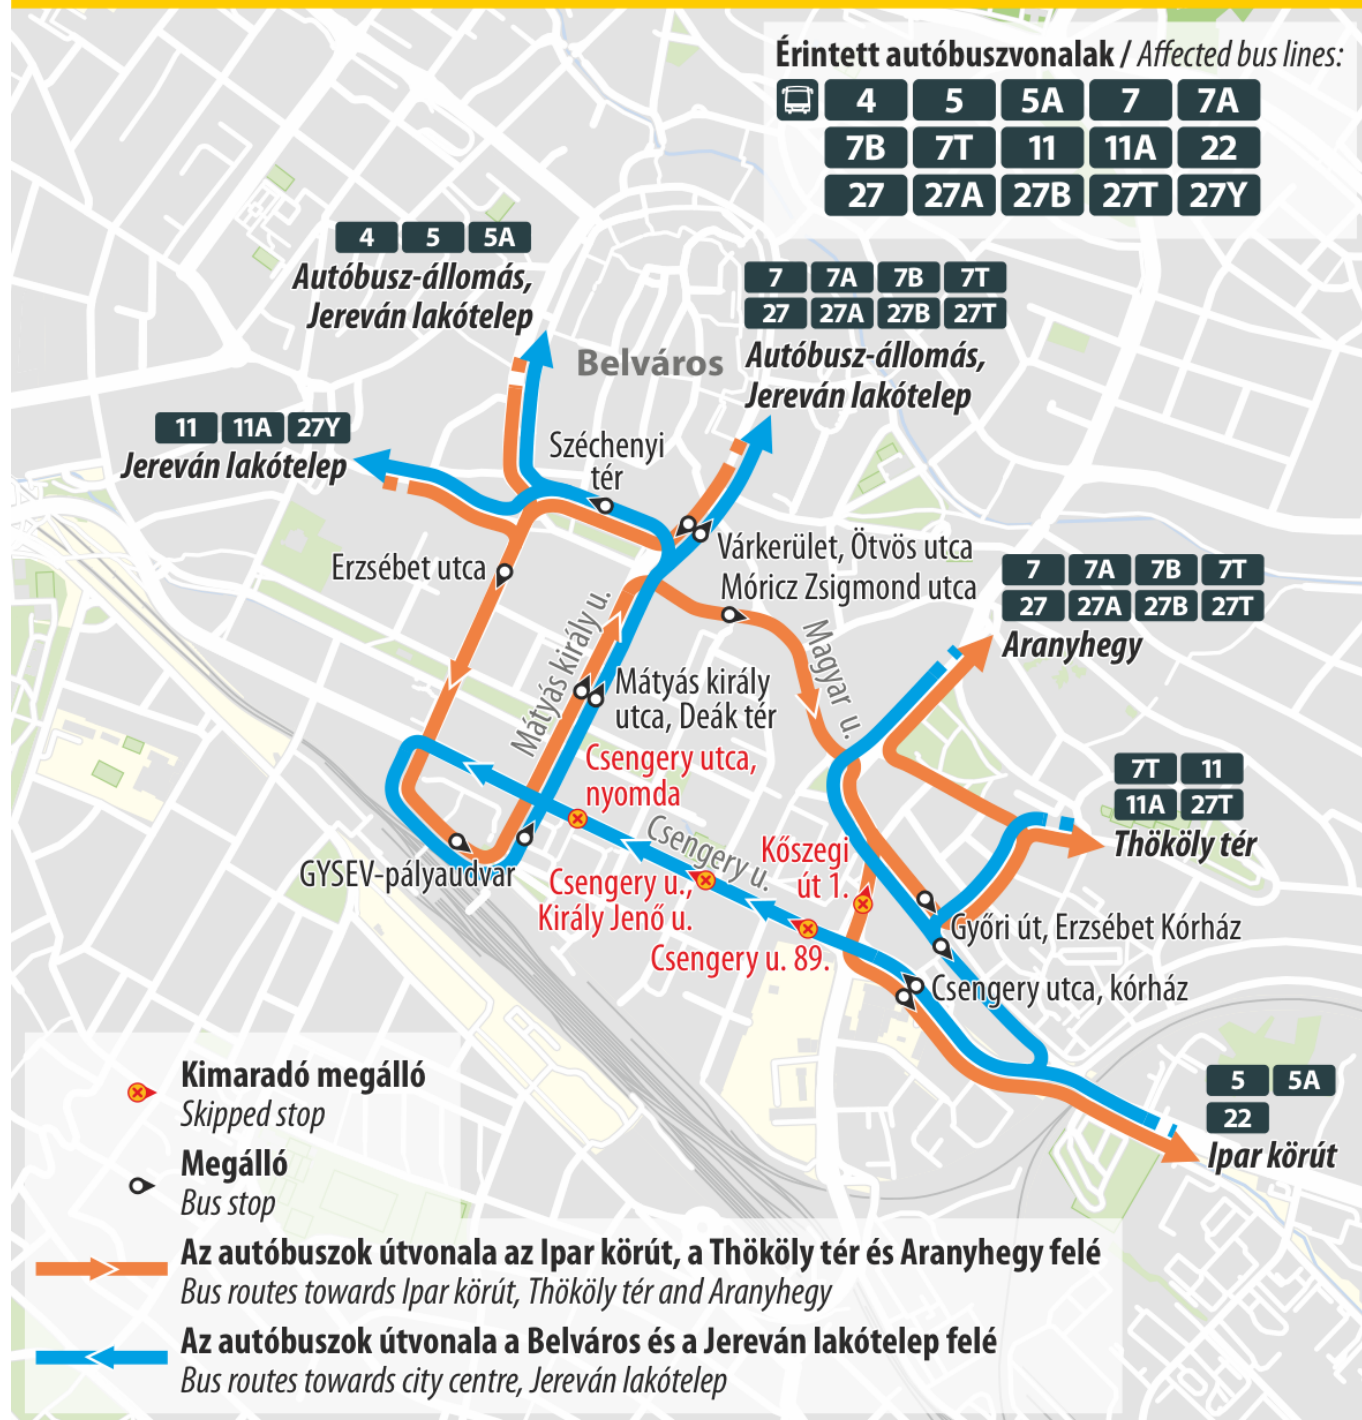 Érintett autóbuszvonalak / Affected bus lines:
4 5 5A 7 7A
7B 7T 11 11A 22
27 27A 27B 27T 27Y
4 5 5A
Autóbusz-állomás,
Jereván lakótelep
7 7A 7B 7T
27 27A 27B 27T
Autóbusz-állomás,
Jereván lakótelep
Belváros
11 11A 27Y
Jereván lakótelep
Széchenyi
tér
Várkerület, Ötvös utca
Móricz Zsigmond utca
Erzsébet utca
7 7A 7B 7T
27 27A 27B 27T
Aranyhegy
Mátyás király u.
Magyar u.
Mátyás király
utca, Deák tér
Csengery utca,
nyomda
7T 11
11A 27T
Thököly tér
Csengery u.
Kőszegi
út 1.
GYSEV-pályaudvar
Csengery u.,
Király Jenő u.
Csengery u. 89.
Győri út, Erzsébet Kórház
Csengery utca, kórház
5 5A
22
Ipar körút
Kimaradó megálló
Skipped stop
Megálló
Bus stop
Az autóbuszok útvonala az Ipar körút, a Thököly tér és Aranyhegy felé
Bus routes towards Ipar körút, Thököly tér and Aranyhegy
Az autóbuszok útvonala a Belváros és a Jereván lakótelep felé
Bus routes towards city centre, Jereván lakótelep